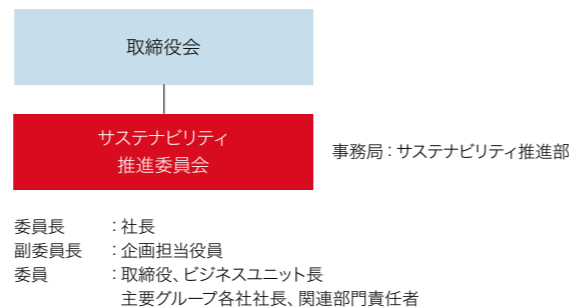 取締役会
サステナビリティ
推進委員会
事務局：サステナビリティ推進部
委員長　：社長
副委員長　：企画担当役員
委員　：取締役、ビジネスユニット長
主要グループ各社社長、関連部門責任者